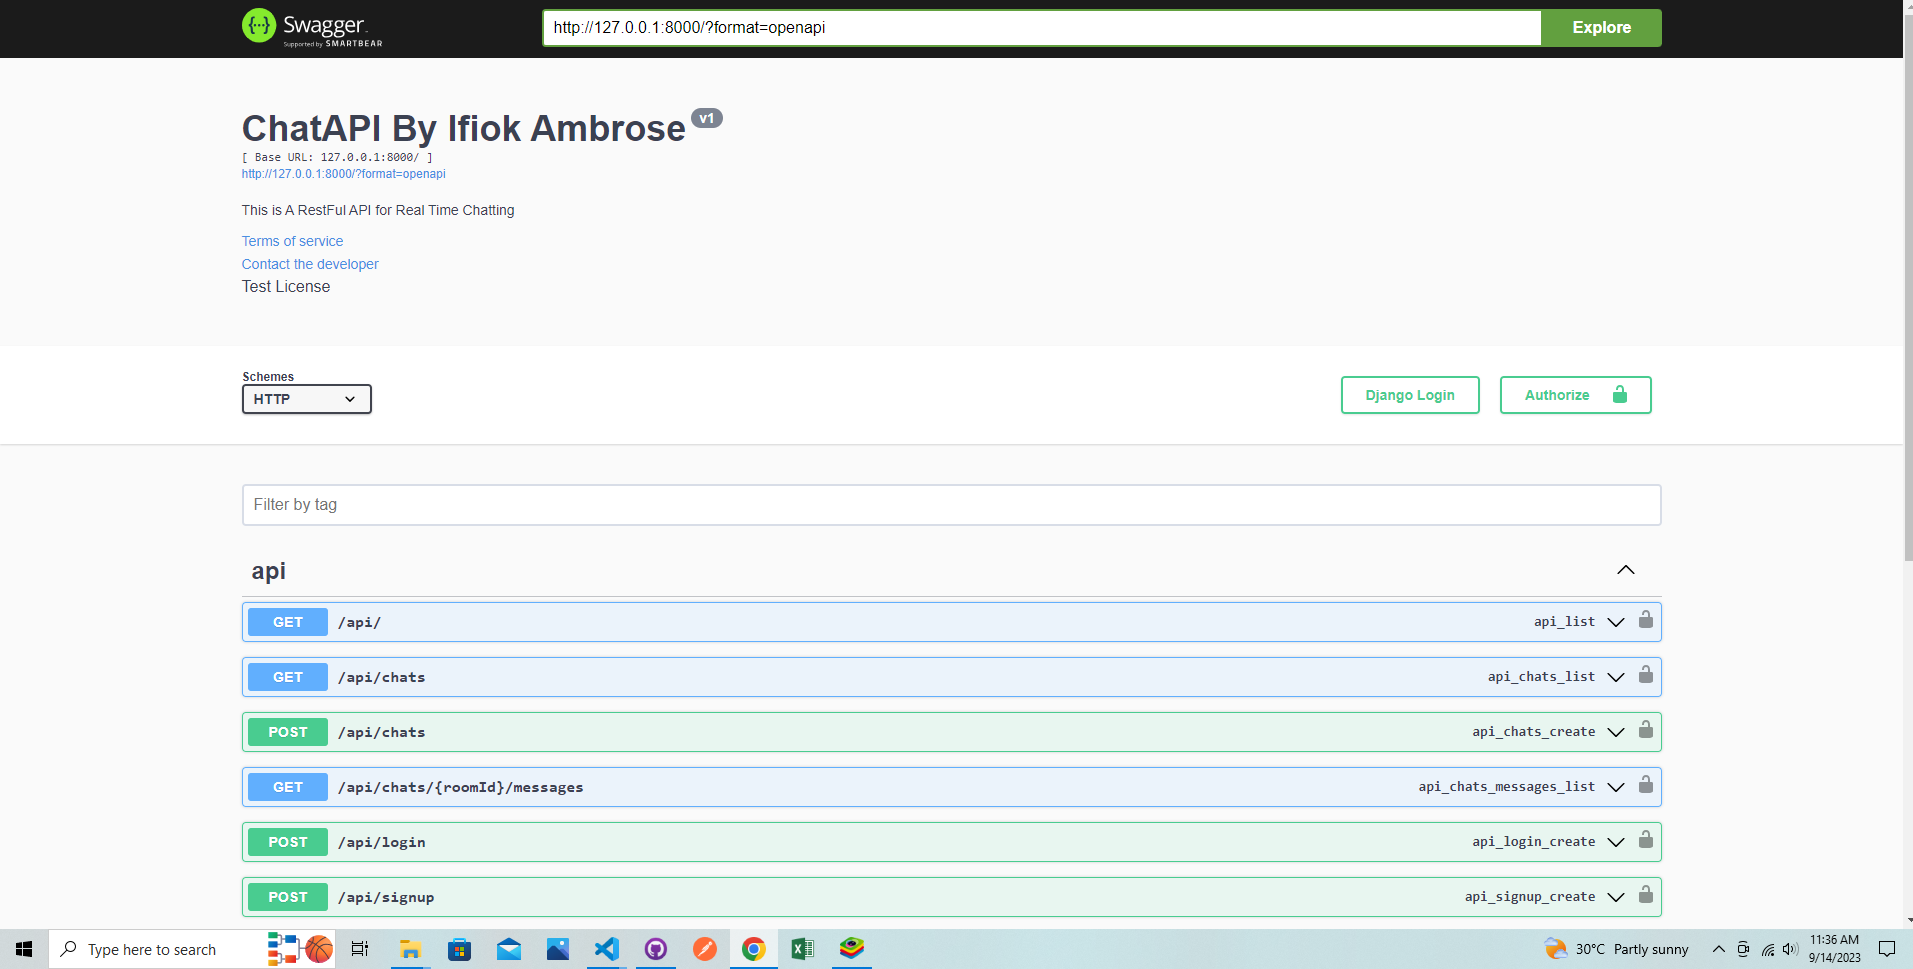 Swagger
Supported by SMARTBEAR
http://127.0.0.1:8000/?format=openapi
Explore
ChatAPI By Ifiok Ambrose v1
[ Base URL: 127.0.0.1:8000/ ]
http://127.0.0.1:8000/?format=openapi
This is A RestFul API for Real Time Chatting
Terms of service
Contact the developer
Test License
Schemes
HTTP
Django Login
Authorize
Filter by tag
api
GET /api/ api_list
GET /api/chats api_chats_list
POST /api/chats api_chats_create
GET /api/chats/{roomId}/messages api_chats_messages_list
POST /api/login api_login_create
POST /api/signup api_signup_create
Type here to search
30°C Partly sunny
11:36 AM
9/14/2023